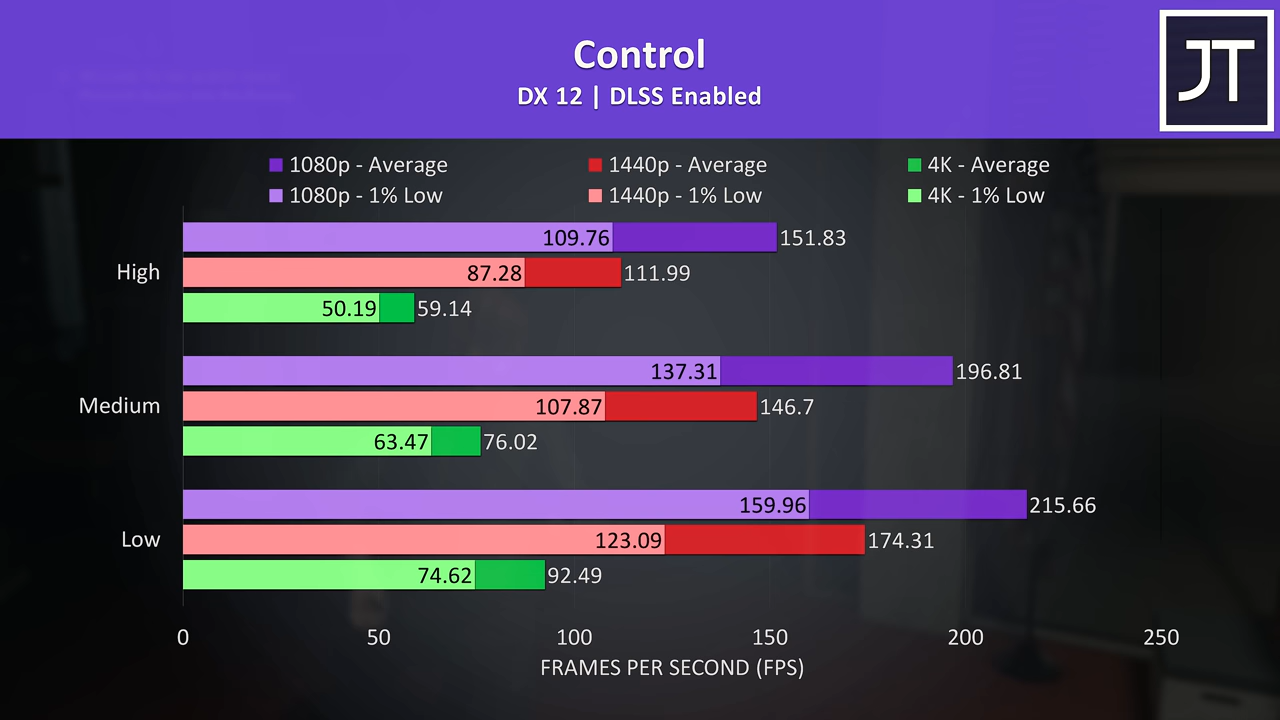 Control
DX 12 | DLSS Enabled
JT
1080p - Average
1440p - Average
4K - Average
1080p - 1% Low
1440p - 1% Low
4K - 1% Low
High
109.76
151.83
87.28
111.99
50.19
59.14
Medium
137.31
196.81
107.87
146.7
63.47
76.02
Low
159.96
215.66
123.09
174.31
74.62
92.49
0
50
100
150
200
250
FRAMES PER SECOND (FPS)